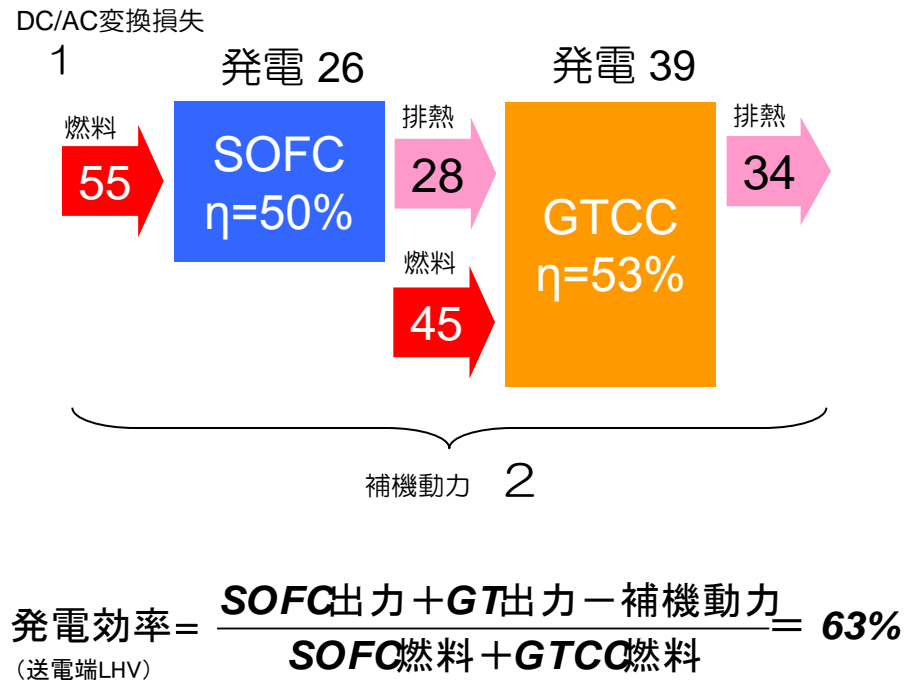 DC/AC変換損失
1
発電 26
発電 39
燃料
55
SOFC
η=50%
排熱
28
燃料
45
GTCC
η=53%
排熱
34
補機動力 2
発電効率= SOFC出力+GT出力-補機動力 = 63%
SOFC燃料+GTCC燃料
(送電端LHV)